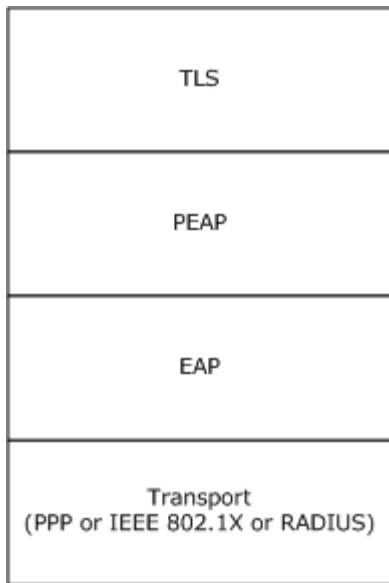 TLS
PEAP
EAP
Transport
(PPP or IEEE 802.1X or RADIUS)